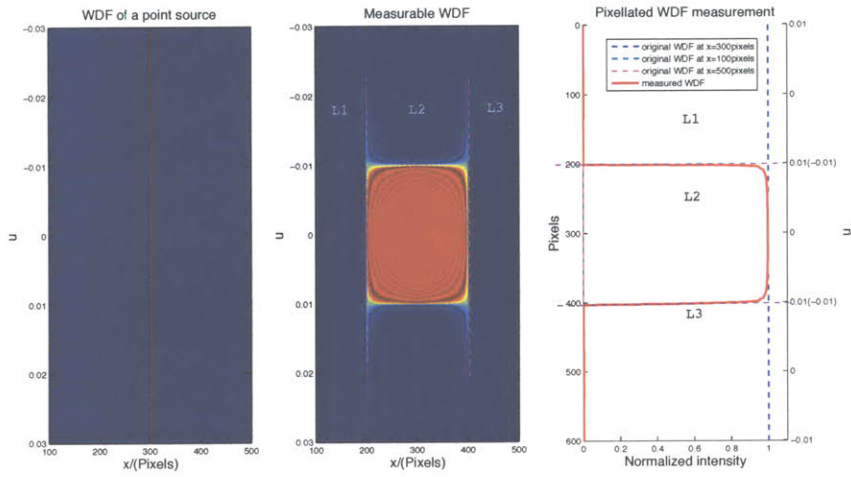 WDF of a point source
-0.03
-0.02
-0.01
0
0.01
0.02
0.03
u
100 200 300 400 500
x/(Pixels)
Measurable WDF
-0.03
-0.02
-0.01
0
0.01
0.02
0.03
u
L1 L2 L3
100 200 300 400 500
x/(Pixels)
Pixellated WDF measurement
0
100
200
300
400
500
600
Pixels
original WDF at x=300pixels
original WDF at x=100pixels
original WDF at x=500pixels
measured WDF
L1
L2
L3
0.01
0
0.01(-0.01)
0
0.01(-0.01)
0
-0.01
u
0 0.2 0.4 0.6 0.8 1
Normalized intensity